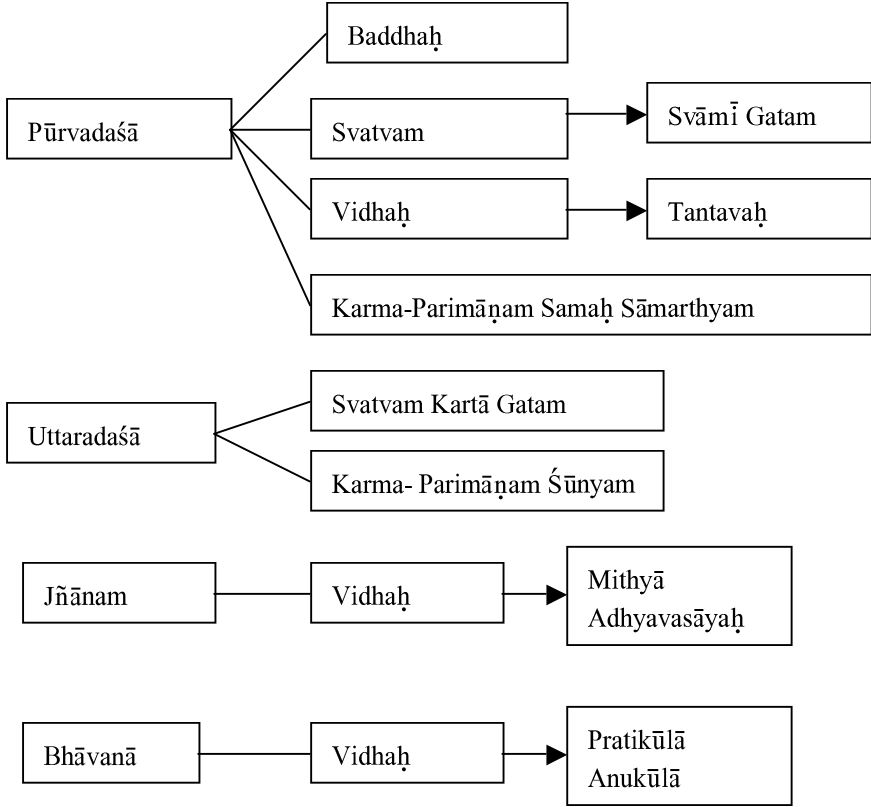 Baddhaḥ
Pūrvadaśā
Svatvam
Svāmī̇ Gatam
Vidhaḥ
Tantavaḥ
Karma-Parimāṇam Samaḥ Sāmarthyam
Uttaradaśā
Svatvam Kartā Gatam
Karma- Parimāṇam Śūnyam
Jñānam
Vidhaḥ
Mithyā
Adhyavasāyaḥ
Bhāvanā
Vidhaḥ
Pratikūlā
Anukūlā